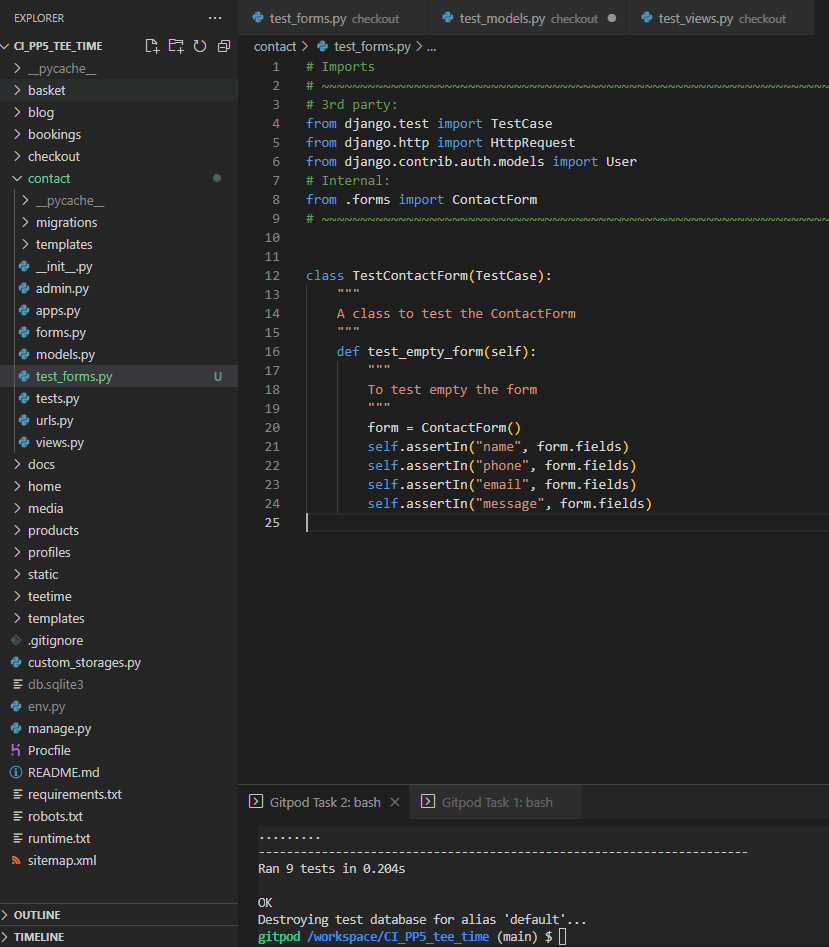 EXPLORER ...
CI_PP5_TEE_TIME
__pycache__
basket
blog
bookings
checkout
contact
__pycache__
migrations
templates
__init__.py
admin.py
apps.py
forms.py
models.py
test_forms.py U
tests.py
urls.py
views.py
docs
home
media
products
profiles
static
teetime
templates
.gitignore
custom_storages.py
db.sqlite3
env.py
manage.py
Procfile
README.md
requirements.txt
robots.txt
runtime.txt
sitemap.xml
OUTLINE
TIMELINE
test_forms.py checkout test_models.py checkout test_views.py checkout
contact > test_forms.py > ...
1 # Imports
2 # ~~~~~~~~~~~~~~~~~~~~~~~~~~~~~~~~~~~~~~~~~~~~~~~~~~~~~~~~~~~~~~~~~~
3 # 3rd party:
4 from django.test import TestCase
5 from django.http import HttpRequest
6 from django.contrib.auth.models import User
7 # Internal:
8 from .forms import ContactForm
9 # ~~~~~~~~~~~~~~~~~~~~~~~~~~~~~~~~~~~~~~~~~~~~~~~~~~~~~~~~~~~~~~~~~~
10
11
12 class TestContactForm(TestCase):
13     """
14     A class to test the ContactForm
15     """
16     def test_empty_form(self):
17         """
18         To test empty the form
19         """
20         form = ContactForm()
21         self.assertIn("name", form.fields)
22         self.assertIn("phone", form.fields)
23         self.assertIn("email", form.fields)
24         self.assertIn("message", form.fields)
25
Gitpod Task 2: bash Gitpod Task 1: bash
.........
----------------------------------------------------------------------
Ran 9 tests in 0.204s
OK
Destroying test database for alias 'default'...
gitpod /workspace/CI_PP5_tee_time (main) $